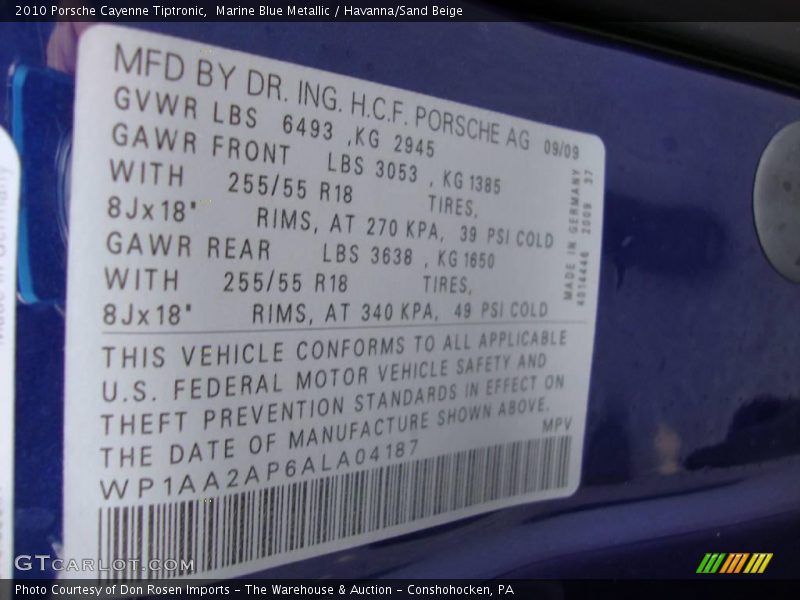 2010 Porsche Cayenne Tiptronic,  Marine Blue Metallic / Havanna/Sand Beige
MFD BY DR. ING. H.C.F. PORSCHE AG 09/09
GVWR LBS 6493 ,KG 2945
GAWR FRONT LBS 3053 , KG 1385
WITH 255/55 R18 TIRES,
8Jx18" RIMS, AT 270 KPA, 39 PSI COLD
GAWR REAR LBS 3638 , KG 1650
WITH 255/55 R18 TIRES,
8Jx18" RIMS, AT 340 KPA, 49 PSI COLD
MADE IN GERMANY
4014446 2009 37
THIS VEHICLE CONFORMS TO ALL APPLICABLE
U.S. FEDERAL MOTOR VEHICLE SAFETY AND
THEFT PREVENTION STANDARDS IN EFFECT ON
THE DATE OF MANUFACTURE SHOWN ABOVE.
WP1AA2AP6ALA04187 MPV
GTcarlot.com
Photo Courtesy of Don Rosen Imports - The Warehouse & Auction - Conshohocken, PA